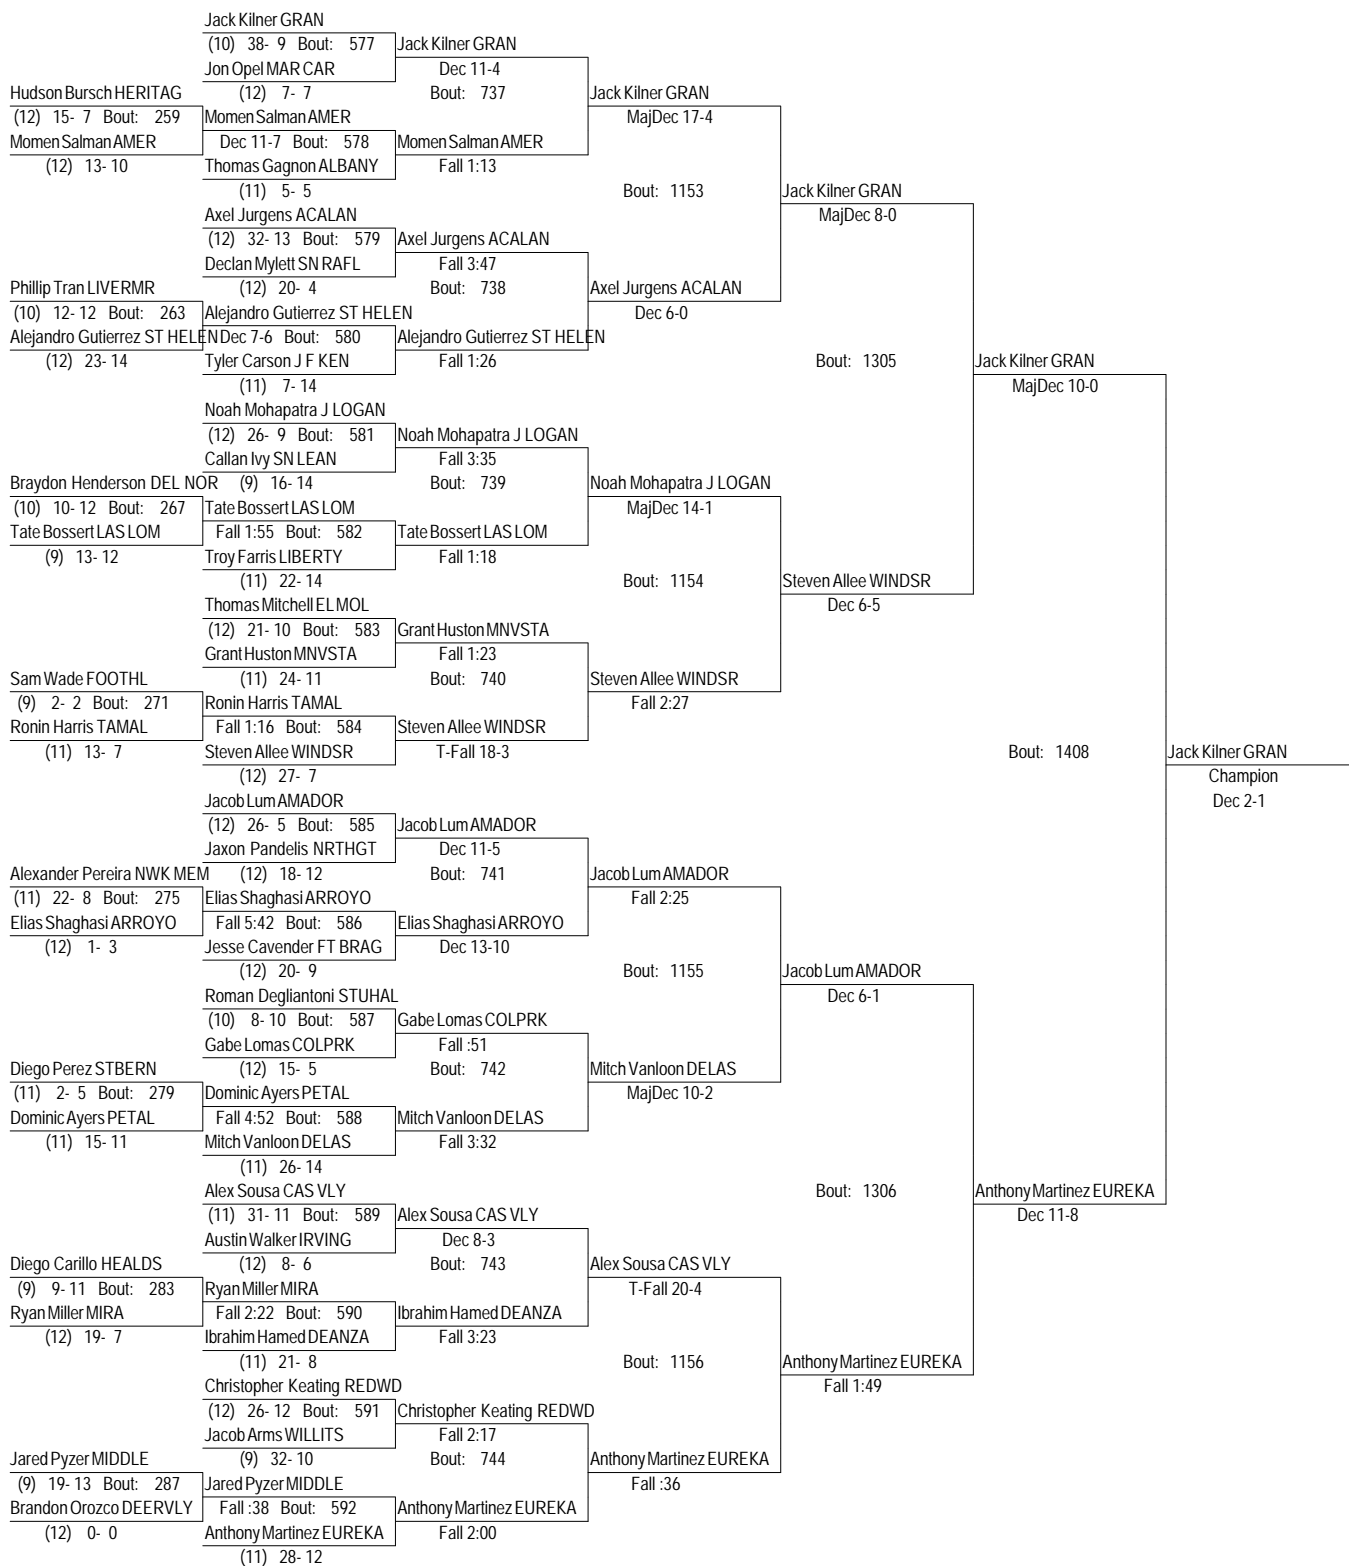 Jack Kilner GRAN
(10) 38- 9 Bout: 577 Jack Kilner GRAN
Jon Opel MAR CAR Dec 11-4
Hudson Bursch HERITAG (12) 7- 7 Bout: 737 Jack Kilner GRAN
(12) 15- 7 Bout: 259 Momen Salman AMER MajDec 17-4
Momen Salman AMER Dec 11-7 Bout: 578 Momen Salman AMER
(12) 13- 10 Thomas Gagnon ALBANY Fall 1:13
(11) 5- 5 Bout: 1153 Jack Kilner GRAN
Axel Jurgens ACALAN MajDec 8-0
(12) 32- 13 Bout: 579 Axel Jurgens ACALAN
Declan Mylett SN RAFL Fall 3:47
Phillip Tran LIVERMR (12) 20- 4 Bout: 738 Axel Jurgens ACALAN
(10) 12- 12 Bout: 263 Alejandro Gutierrez ST HELEN Dec 6-0
Alejandro Gutierrez ST HELEN Dec 7-6 Bout: 580 Alejandro Gutierrez ST HELEN
(12) 23- 14 Tyler Carson J F KEN Fall 1:26 Bout: 1305 Jack Kilner GRAN
(11) 7- 14 MajDec 10-0
Noah Mohapatra J LOGAN
(12) 26- 9 Bout: 581 Noah Mohapatra J LOGAN
Callan Ivy SN LEAN Fall 3:35
Braydon Henderson DEL NOR (9) 16- 14 Bout: 739 Noah Mohapatra J LOGAN
(10) 10- 12 Bout: 267 Tate Bossert LAS LOM MajDec 14-1
Tate Bossert LAS LOM Fall 1:55 Bout: 582 Tate Bossert LAS LOM
(9) 13- 12 Troy Farris LIBERTY Fall 1:18
(11) 22- 14 Bout: 1154 Steven Allee WINDSR
Thomas Mitchell EL MOL Dec 6-5
(12) 21- 10 Bout: 583 Grant Huston MNVSTA
Grant Huston MNVSTA Fall 1:23
Sam Wade FOOTHL (11) 24- 11 Bout: 740 Steven Allee WINDSR
(9) 2- 2 Bout: 271 Ronin Harris TAMAL Fall 2:27
Ronin Harris TAMAL Fall 1:16 Bout: 584 Steven Allee WINDSR
(11) 13- 7 Steven Allee WINDSR T-Fall 18-3 Bout: 1408 Jack Kilner GRAN
(12) 27- 7 Champion
Jacob Lum AMADOR Dec 2-1
(12) 26- 5 Bout: 585 Jacob Lum AMADOR
Jaxon Pandelis NRTHGT Dec 11-5
Alexander Pereira NWK MEM (12) 18- 12 Bout: 741 Jacob Lum AMADOR
(11) 22- 8 Bout: 275 Elias Shaghasi ARROYO Fall 2:25
Elias Shaghasi ARROYO Fall 5:42 Bout: 586 Elias Shaghasi ARROYO
(12) 1- 3 Jesse Cavender FT BRAG Dec 13-10
(12) 20- 9 Bout: 1155 Jacob Lum AMADOR
Roman Degliantoni STUHAL Dec 6-1
(10) 8- 10 Bout: 587 Gabe Lomas COLPRK
Gabe Lomas COLPRK Fall :51
Diego Perez STBERN (12) 15- 5 Bout: 742 Mitch Vanloon DELAS
(11) 2- 5 Bout: 279 Dominic Ayers PETAL MajDec 10-2
Dominic Ayers PETAL Fall 4:52 Bout: 588 Mitch Vanloon DELAS
(11) 15- 11 Mitch Vanloon DELAS Fall 3:32
(11) 26- 14
Alex Sousa CAS VLY Bout: 1306 Anthony Martinez EUREKA
(11) 31- 11 Bout: 589 Alex Sousa CAS VLY Dec 11-8
Austin Walker IRVING Dec 8-3
Diego Carillo HEALDS (12) 8- 6 Bout: 743 Alex Sousa CAS VLY
(9) 9- 11 Bout: 283 Ryan Miller MIRA T-Fall 20-4
Ryan Miller MIRA Fall 2:22 Bout: 590 Ibrahim Hamed DEANZA
(12) 19- 7 Ibrahim Hamed DEANZA Fall 3:23
(11) 21- 8 Bout: 1156 Anthony Martinez EUREKA
Christopher Keating REDWD Fall 1:49
(12) 26- 12 Bout: 591 Christopher Keating REDWD
Jacob Arms WILLITS Fall 2:17
Jared Pyzer MIDDLE (9) 32- 10 Bout: 744 Anthony Martinez EUREKA
(9) 19- 13 Bout: 287 Jared Pyzer MIDDLE Fall :36
Brandon Orozco DEERVLY Fall :38 Bout: 592 Anthony Martinez EUREKA
(12) 0- 0 Anthony Martinez EUREKA Fall 2:00
(11) 28- 12